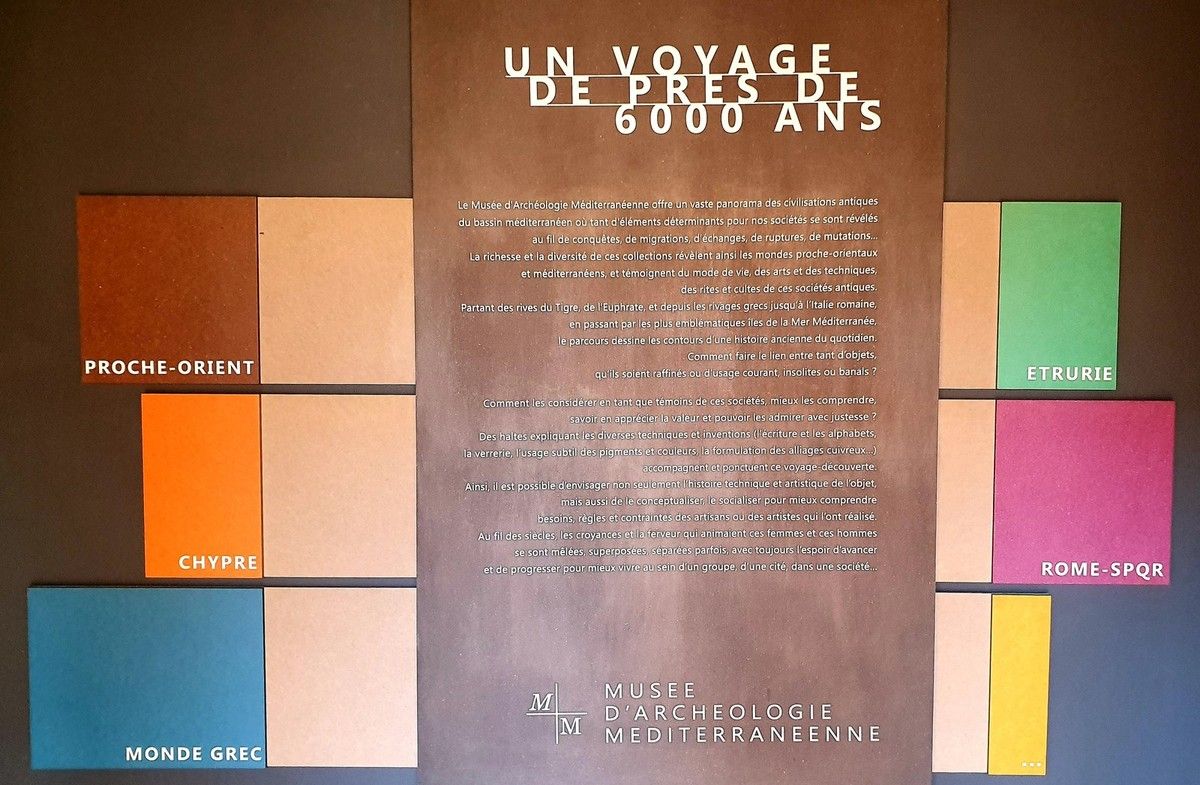 UN VOYAGE
DE PRES DE
6000 ANS
Le Musée d'Archéologie Méditerranéenne offre un vaste panorama des civilisations antiques
du bassin méditerranéen où tant d'éléments déterminants pour nos sociétés se sont révélés
au fil de conquêtes, de migrations, d'échanges, de ruptures, de mutations...
La richesse et la diversité de ces collections révèlent ainsi les mondes proche-orientaux
et méditerranéens, et témoignent du mode de vie, des arts et des techniques,
des rites et cultes de ces sociétés antiques.
Partant des rives du Tigre, de l'Euphrate, et depuis les rivages grecs jusqu'à l'Italie romaine,
en passant par les plus emblématiques îles de la Mer Méditerranée,
le parcours dessine les contours d'une histoire ancienne du quotidien.
Comment faire le lien entre tant d'objets,
qu'ils soient raffinés ou d'usage courant, insolites ou banals ?
Comment les considérer en tant que témoins de ces sociétés, mieux les comprendre,
savoir en apprécier la valeur et pouvoir les admirer avec justesse ?
Des haltes expliquant les diverses techniques et inventions (l'écriture et les alphabets,
la verrerie, l'usage subtil des pigments et couleurs, la formulation des alliages cuivreux...)
accompagnent et ponctuent ce voyage-découverte.
Ainsi, il est possible d'envisager non seulement l'histoire technique et artistique de l'objet,
mais aussi de le conceptualiser, le socialiser pour mieux comprendre
besoins, règles et contraintes des artisans ou des artistes qui l'ont réalisé.
Au fil des siècles, les croyances et la ferveur qui animaient ces femmes et ces hommes
se sont mêlées, superposées, séparées parfois, avec toujours l'espoir d'avancer
et de progresser pour mieux vivre au sein d'un groupe, d'une cité, dans une société...
M
M
MUSEE
D'ARCHEOLOGIE
MEDITERRANEENNE
PROCHE-ORIENT
CHYPRE
MONDE GREC
ETRURIE
ROME-SPQR
...